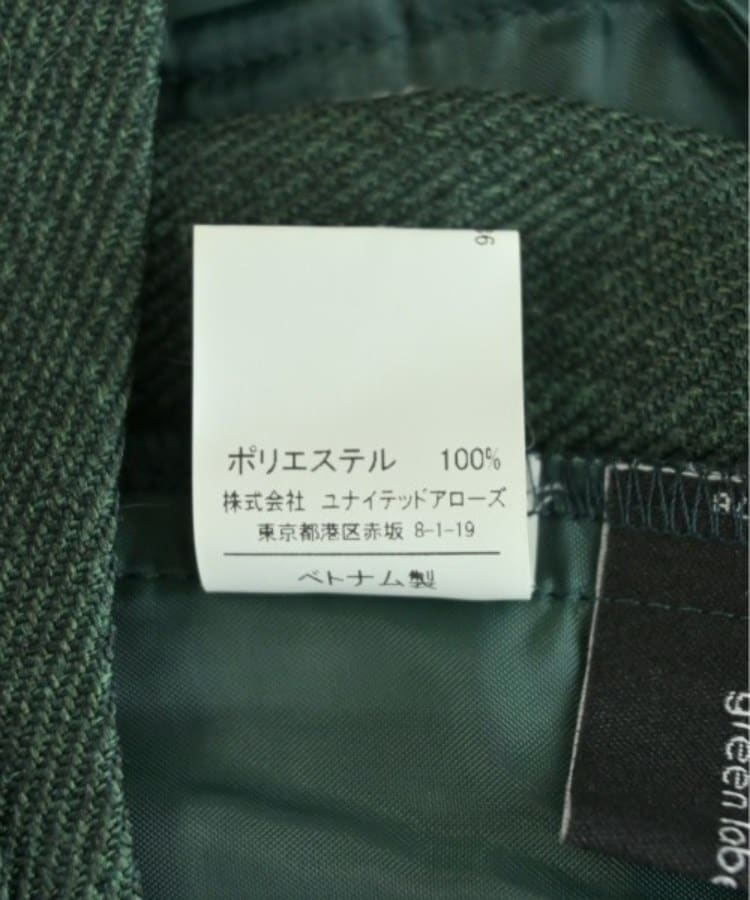 ポリエステル 100%
株式会社 ユナイテッドアローズ
東京都港区赤坂 8-1-19
ベトナム製
green